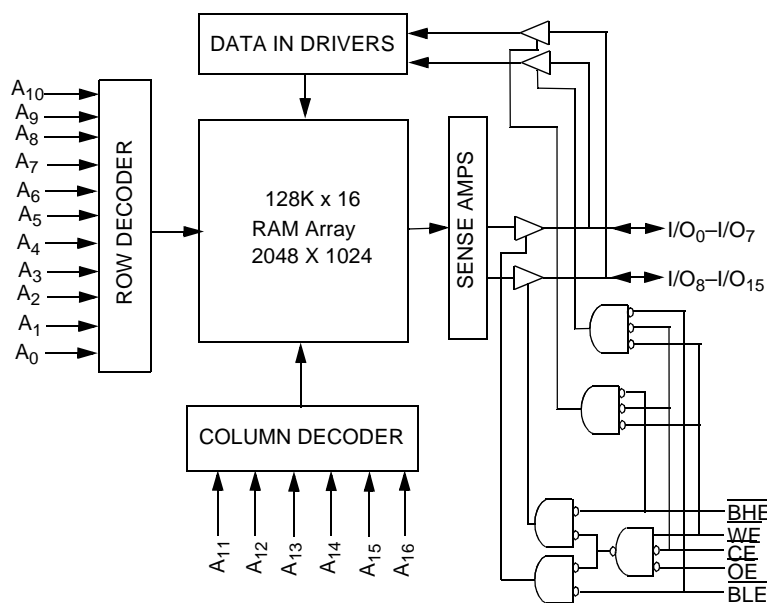 DATA IN DRIVERS
A10
A9
A8
A7
A6
A5
A4
A3
A2
A1
A0
ROW DECODER
128K x 16
RAM Array
2048 X 1024
SENSE AMPS
I/O0–I/O7
I/O8–I/O15
COLUMN DECODER
A11
A12
A13
A14
A15
A16
BHE
WE
CE
OE
BLE